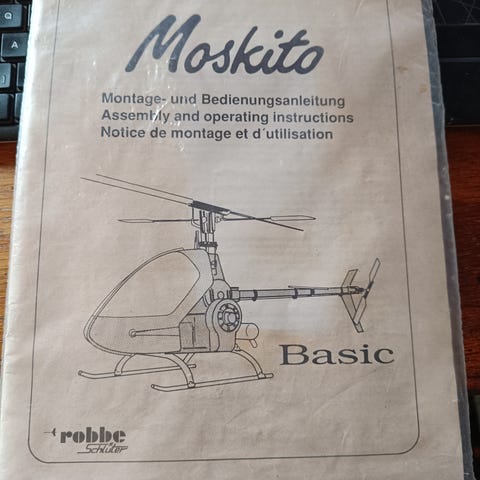 Moskito
Montage- und Bedienungsanleitung
Assembly and operating instructions
Notice de montage et d´utilisation
Basic
robbe
Schlüter